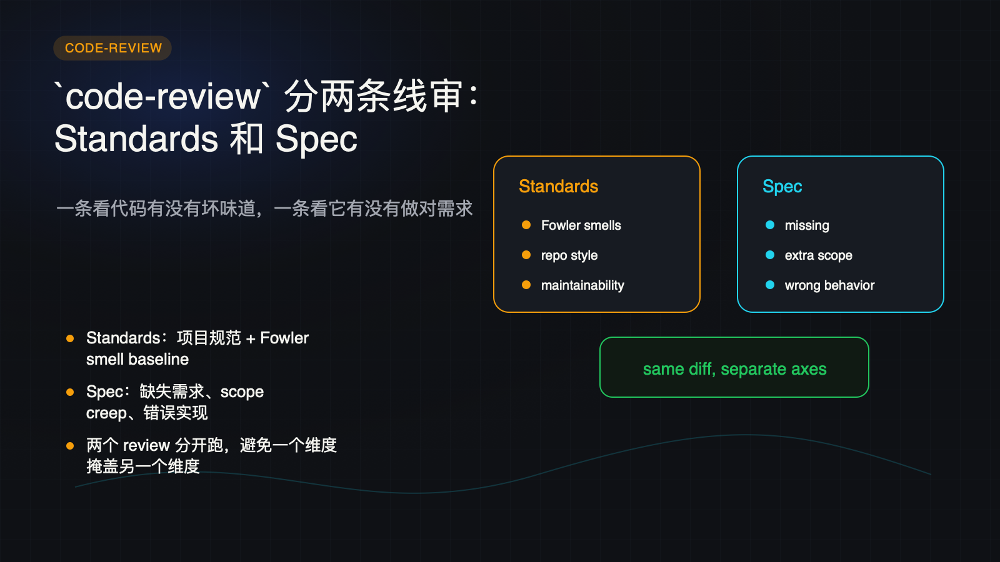 CODE-REVIEW
`code-review` 分两条线审：
Standards 和 Spec
一条看代码有没有坏味道，一条看它有没有做对需求
Standards：项目规范 + Fowler
smell baseline
Spec：缺失需求、scope
creep、错误实现
两个 review 分开跑，避免一个维度
掩盖另一个维度
Standards
Fowler smells
repo style
maintainability
Spec
missing
extra scope
wrong behavior
same diff, separate axes